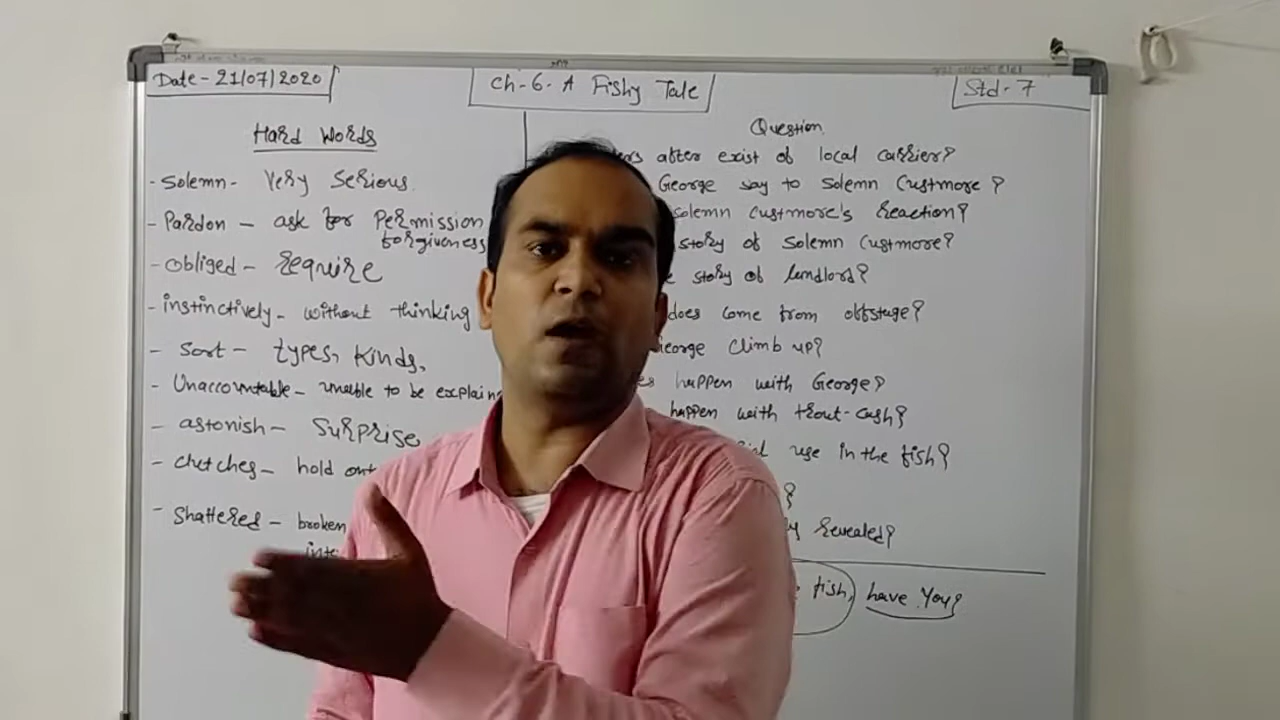 Date - 21/07/2020
Ch-6. A Fishy Tale
Std- 7
Hard Words
- Solemn - Very Serious.
- Pardon - ask for Permission
forgiveness
- obliged - require
- instinctively - without thinking
- Sort - types, Kinds,
- Unaccountable - unable to be explain
- astonish - Surprise
- Clutches - hold ont
- Shattered - broken
inte
Question
after exist of local carrier?
George say to Solemn Custmore?
solemn custmore's Reaction?
story of Solemn Custmore?
story of landlord?
does come from offstage?
George Climb up?
happen with George?
happen with trout-cash?
use in the fish?
?
Revealed?
fish, have You?